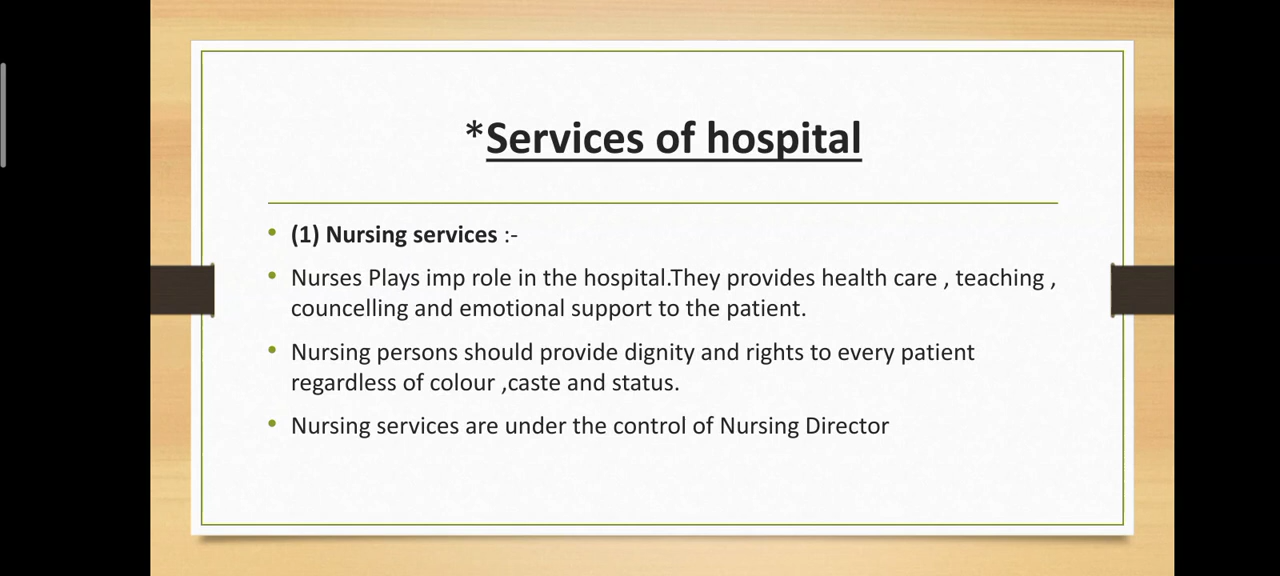 *Services of hospital
• (1) Nursing services :-
• Nurses Plays imp role in the hospital.They provides health care , teaching ,
councelling and emotional support to the patient.
• Nursing persons should provide dignity and rights to every patient
regardless of colour ,caste and status.
• Nursing services are under the control of Nursing Director